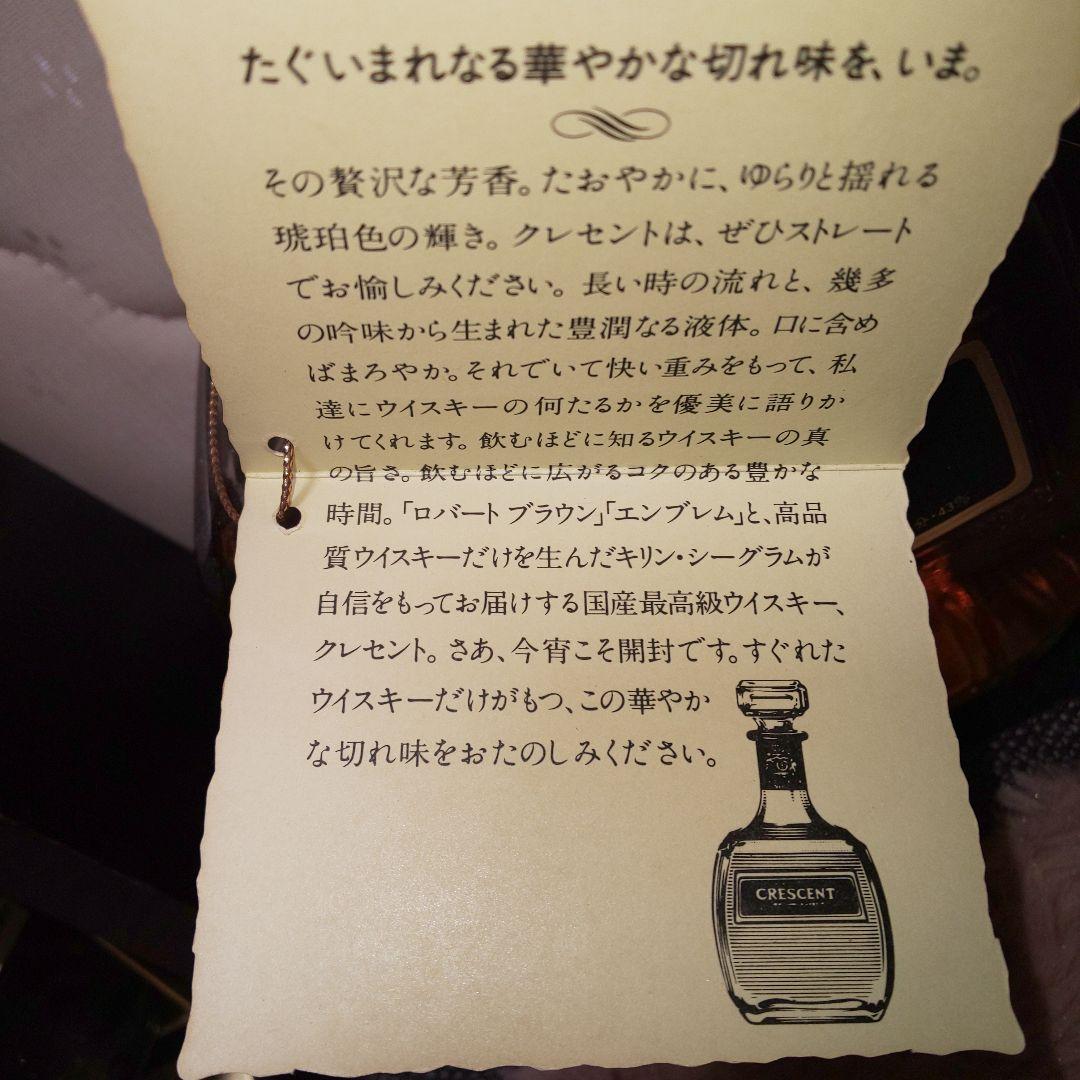 たぐいまれなる華やかな切れ味を、いま。
その贅沢な芳香。たおやかに、ゆらりと揺れる
琥珀色の輝き。クレセントは、ぜひストレート
でお愉しみください。長い時の流れと、幾多
の吟味から生まれた豊潤なる液体。口に含め
ばまろやか。それでいて快い重みをもって、私
達にウイスキーの何たるかを優美に語りか
けてくれます。飲むほどに知るウイスキーの真
の旨さ。飲むほどに広がるコクのある豊かな
時間。「ロバート ブラウン」「エンブレム」と、高品
質ウイスキーだけを生んだキリン・シーグラムが
自信をもってお届けする国産最高級ウイスキー、
クレセント。さあ、今宵こそ開封です。すぐれた
ウイスキーだけがもつ、この華やか
な切れ味をおたのしみください。
CRESCENT
43%